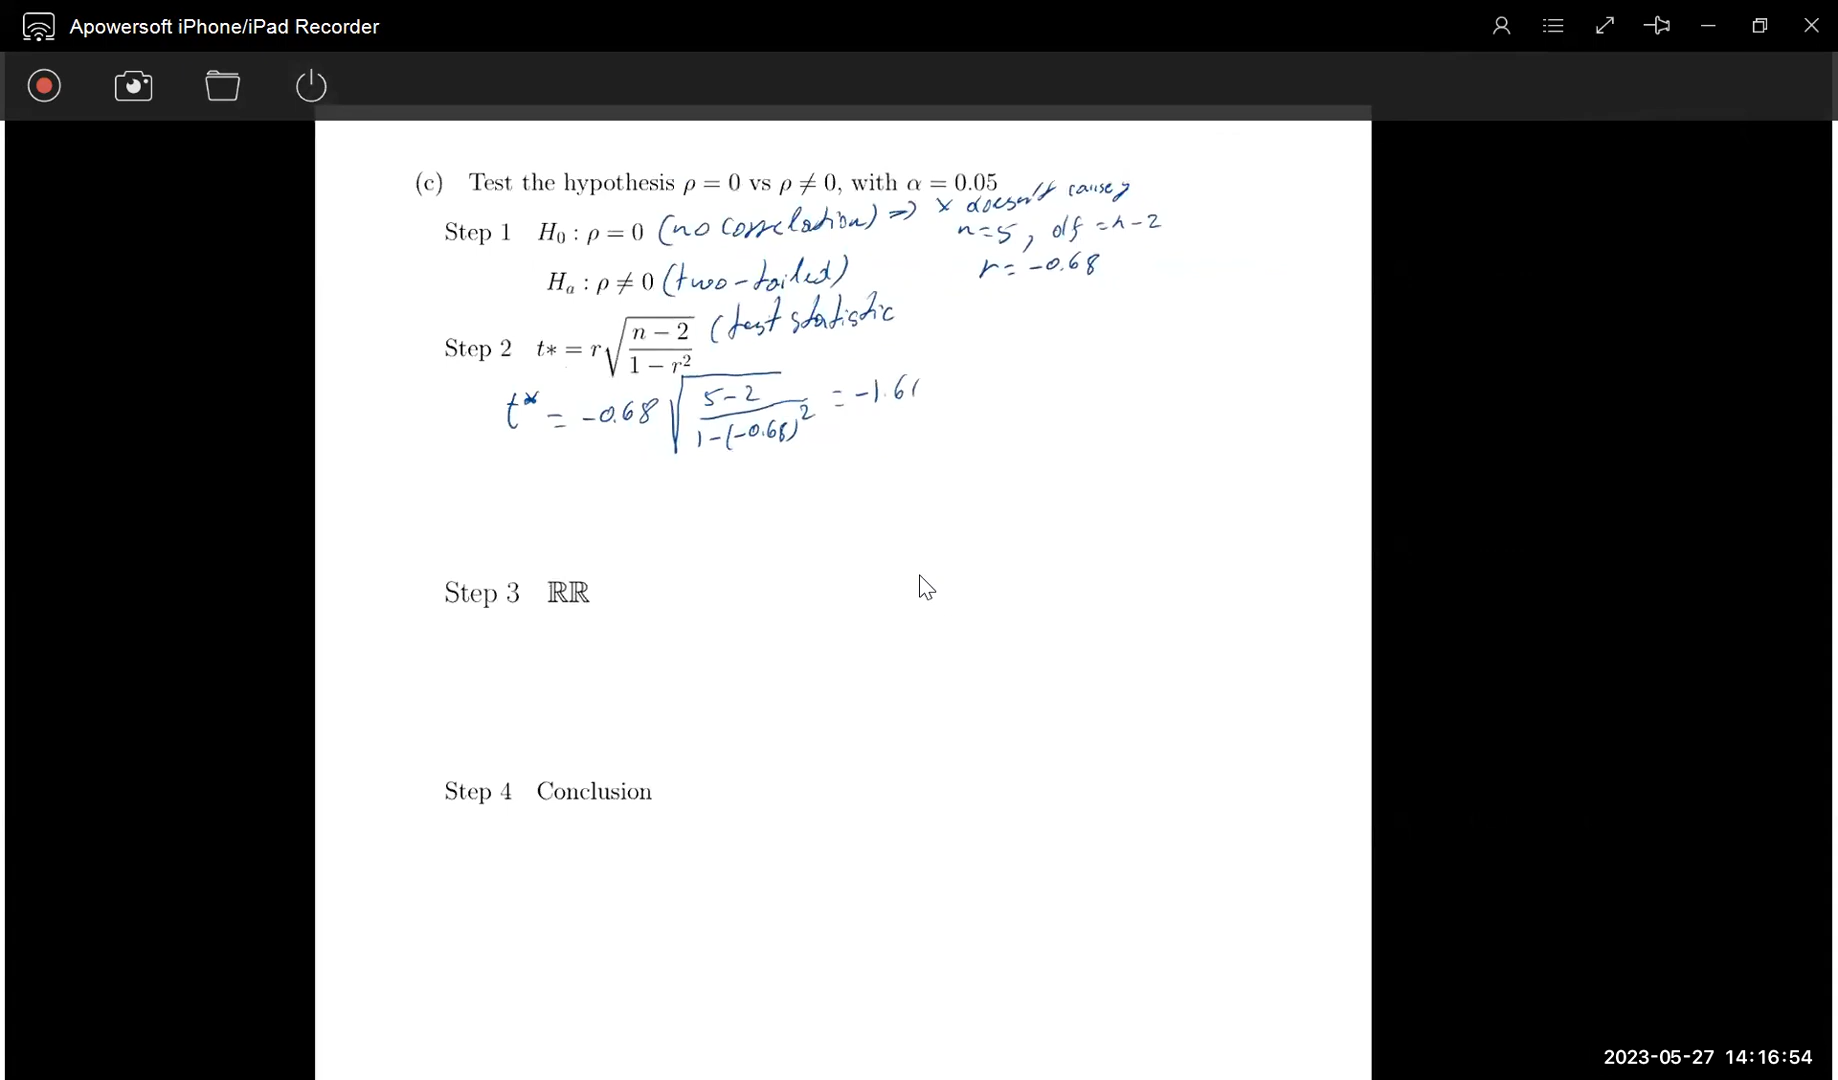 Apowersoft iPhone/iPad Recorder
(c) Test the hypothesis ρ = 0 vs ρ ≠ 0, with α = 0.05
Step 1 H₀ : ρ = 0 (no correlation) ⇒ x doesn't cause y
n=5, df = n-2
r = -0.68
Hₐ : ρ ≠ 0 (two-tailed)
Step 2 t* = r√((n − 2)/(1 − r²)) (test statistic
t* = -0.68 √((5-2)/(1-(-0.68)²)) = -1.6
Step 3 ℝℝ
Step 4 Conclusion
2023-05-27 14:16:54